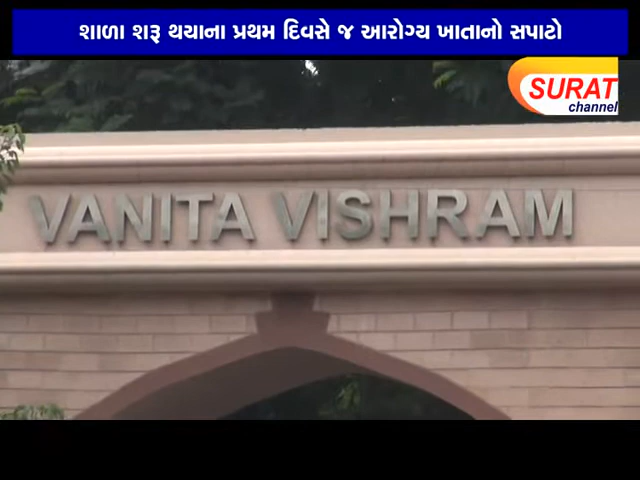 શાળા શરૂ થયાના પ્રથમ દિવસે જ આરોગ્ય ખાતાનો સપાટો
SURAT
channel
VANITA VISHRAM